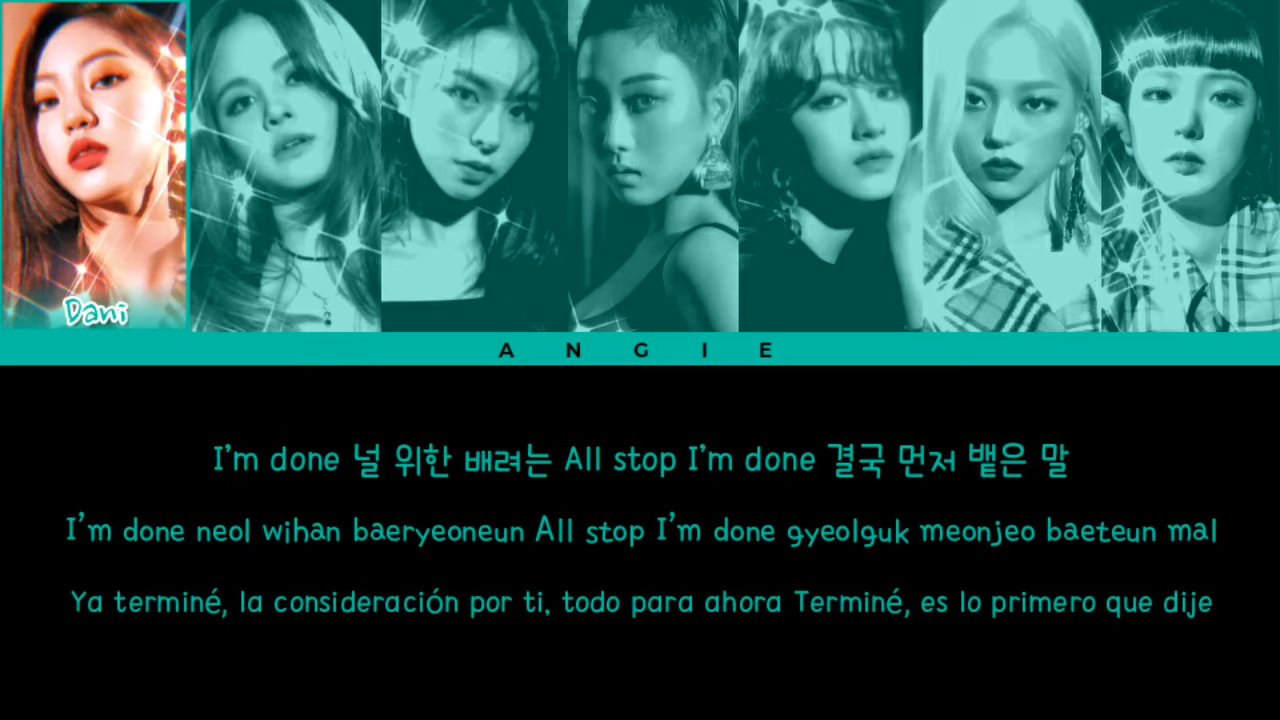 Dani
A N G I E
I'm done 널 위한 배려는 All stop I'm done 결국 먼저 뱉은 말
I'm done neol wihan baeryeoneun All stop I'm done gyeolguk meonjeo baeteun mal
Ya terminé, la consideración por ti, todo para ahora Terminé, es lo primero que dije